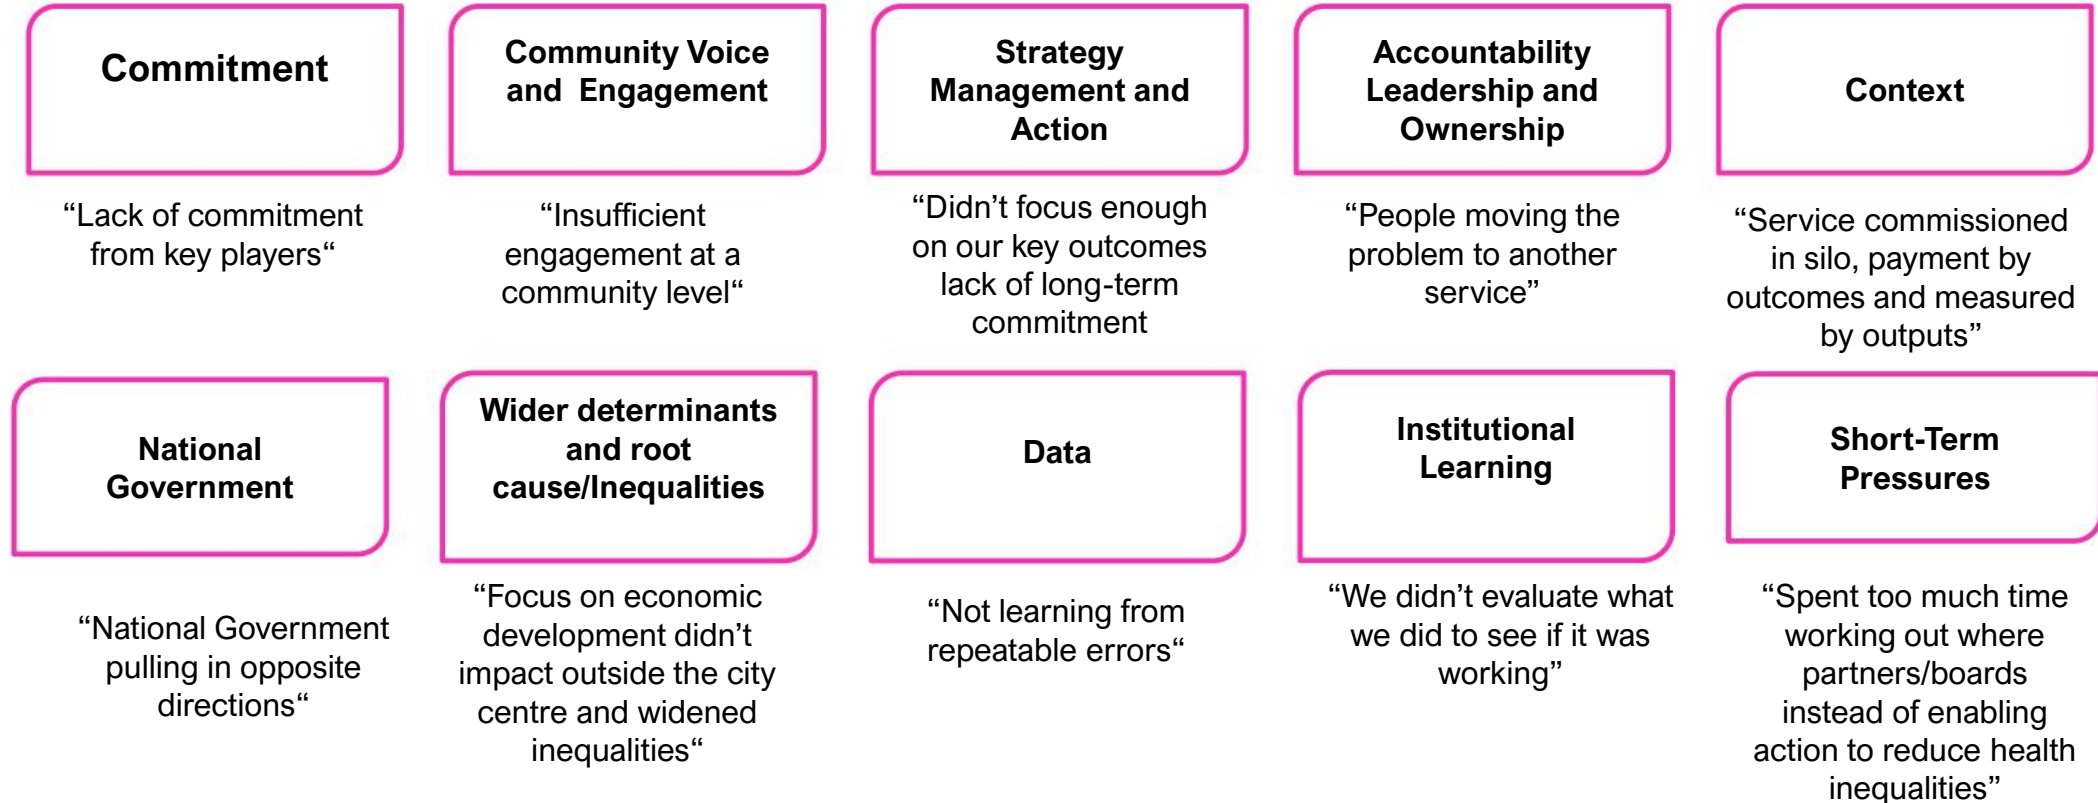 Commitment
Community Voice
and Engagement
Strategy
Management and
Action
Accountability
Leadership and
Ownership
Context
“Lack of commitment
from key players“
“Insufficient
engagement at a
community level“
“Didn’t focus enough
on our key outcomes
lack of long-term
commitment
“People moving the
problem to another
service”
“Service commissioned
in silo, payment by
outcomes and measured
by outputs”
National
Government
Wider determinants
and root
cause/Inequalities
Data
Institutional
Learning
Short-Term
Pressures
“National Government
pulling in opposite
directions“
“Focus on economic
development didn’t
impact outside the city
centre and widened
inequalities“
“Not learning from
repeatable errors“
“We didn’t evaluate what
we did to see if it was
working”
“Spent too much time
working out where
partners/boards
instead of enabling
action to reduce health
inequalities”